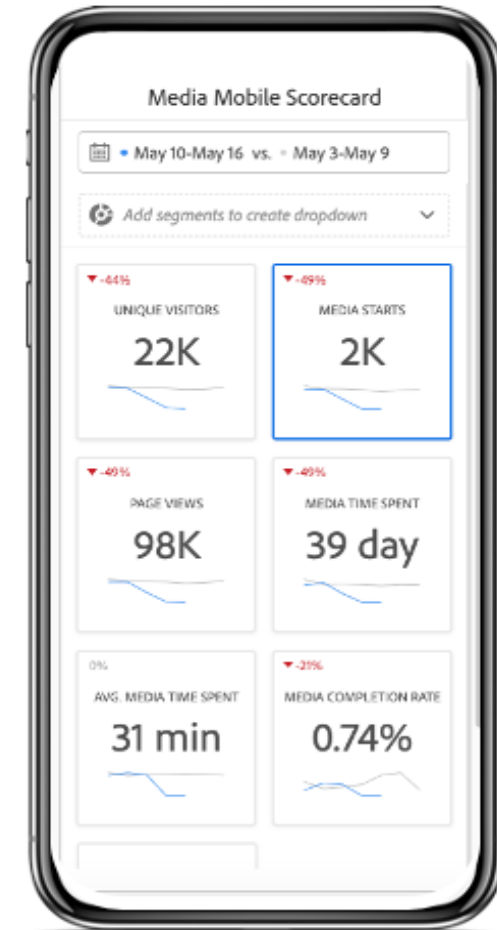 Media Mobile Scorecard
May 10-May 16 vs. May 3-May 9
Add segments to create dropdown
▼-44%
UNIQUE VISITORS
22K
▼-49%
MEDIA STARTS
2K
▼-49%
PAGE VIEWS
98K
▼-49%
MEDIA TIME SPENT
39 day
0%
AVG. MEDIA TIME SPENT
31 min
▼-21%
MEDIA COMPLETION RATE
0.74%